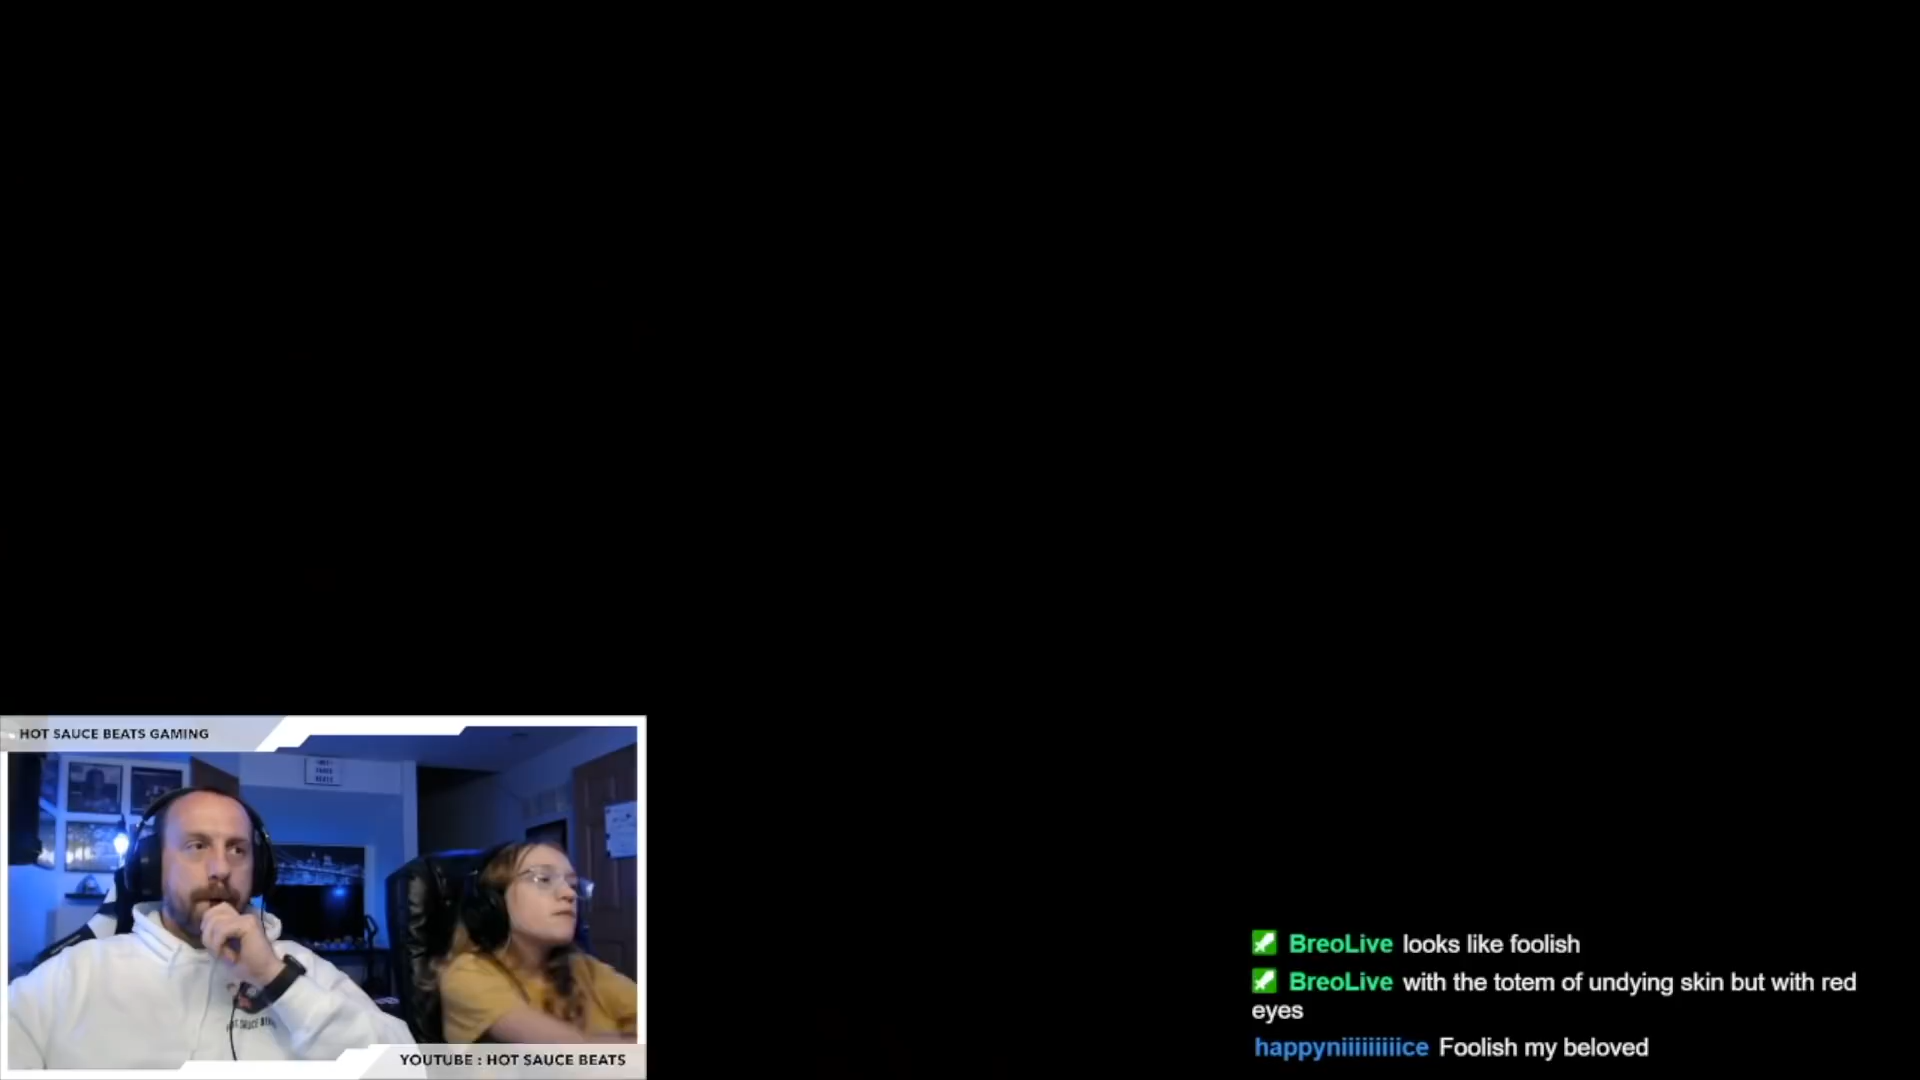 HOT SAUCE BEATS GAMING
YOUTUBE : HOT SAUCE BEATS
BreoLive looks like foolish
BreoLive with the totem of undying skin but with red
eyes
happyniiiiiiiiice Foolish my beloved